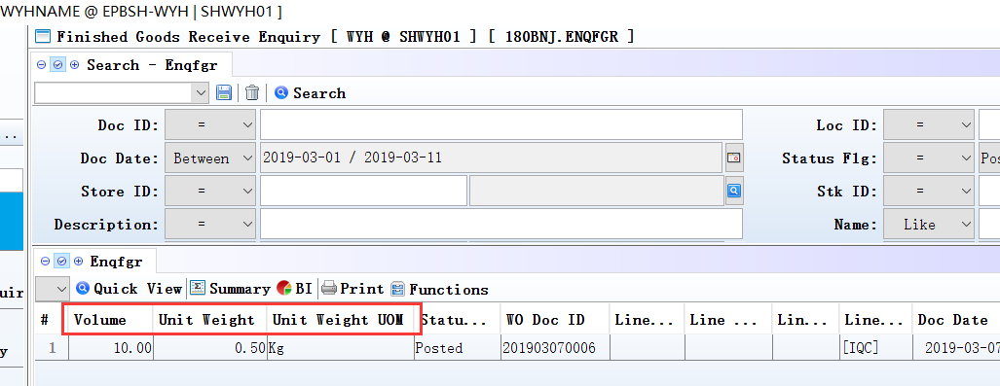 WYHNAME @ EPBSH-WYH | SHWYH01 ]
Finished Goods Receive Enquiry [ WYH @ SHWYH01 ] [ 180BNJ.ENQFGR ]
Search - Enqfgr
Search
Doc ID: = Loc ID: =
Doc Date: Between 2019-03-01 / 2019-03-11 Status Flg: = Pos
Store ID: = Stk ID: =
Description: = Name: Like
Enqfgr
uir
Quick View Summary BI Print Functions
# Volume Unit Weight Unit Weight UOM Statu... WO Doc ID Line... Line ... Lin... Line... Doc Date
1 10.00 0.50 Kg Posted 201903070006 [IQC] 2019-03-07
y